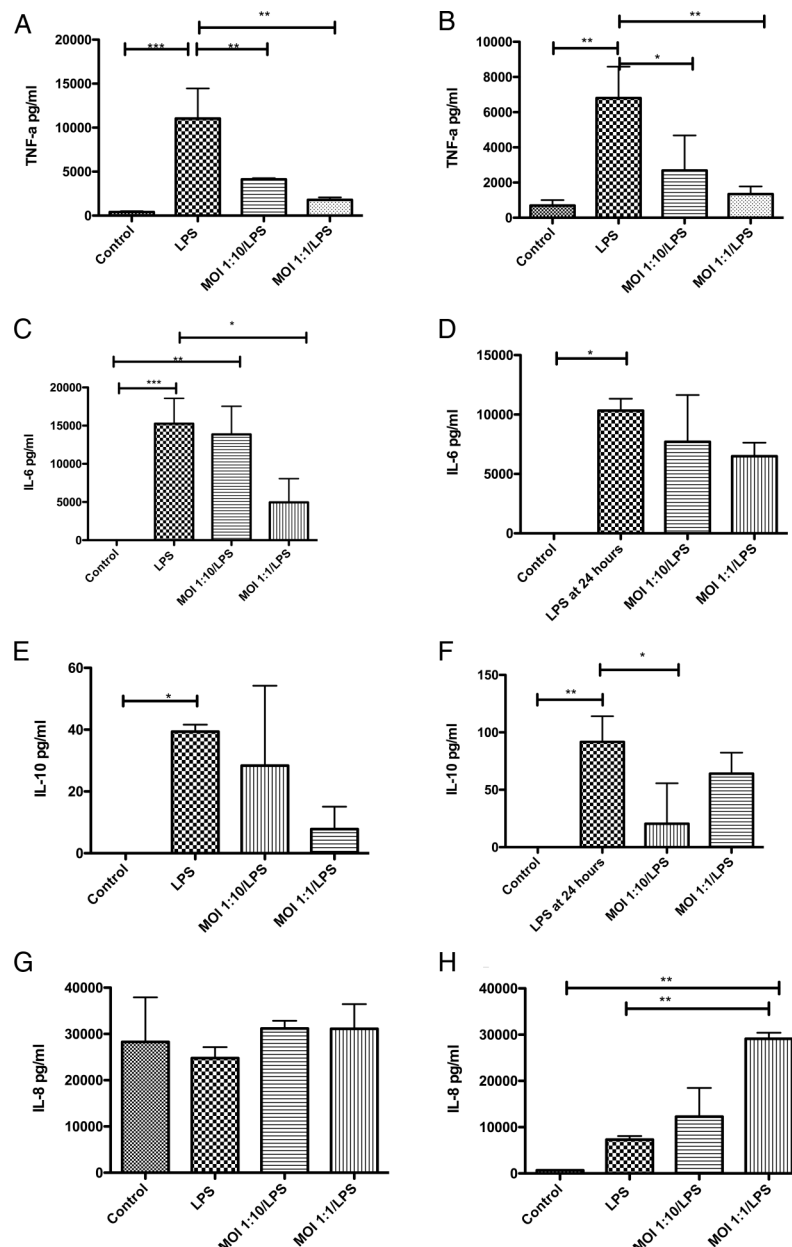 A
**
***
**
20000
15000
10000
5000
0
TNF-a pg/ml
Control
LPS
MOI 1:10/LPS
MOI 1:1/LPS
B
**
**
*
10000
8000
6000
4000
2000
0
TNF-a pg/ml
Control
LPS
MOI 1:10/LPS
MOI 1:1/LPS
C
*
**
***
20000
15000
10000
5000
0
IL-6 pg/ml
Control
LPS
MOI 1:10/LPS
MOI 1:1/LPS
D
*
15000
10000
5000
0
IL-6 pg/ml
Control
LPS at 24 hours
MOI 1:10/LPS
MOI 1:1/LPS
E
*
60
40
20
0
IL-10 pg/ml
Control
LPS
MOI 1:10/LPS
MOI 1:1/LPS
F
*
**
150
100
50
0
IL-10 pg/ml
Control
LPS at 24 hours
MOI 1:10/LPS
MOI 1:1/LPS
G
40000
30000
20000
10000
0
IL-8 pg/ml
Control
LPS
MOI 1:10/LPS
MOI 1:1/LPS
H
**
**
40000
30000
20000
10000
0
IL-8 pg/ml
Control
LPS
MOI 1:10/LPS
MOI 1:1/LPS